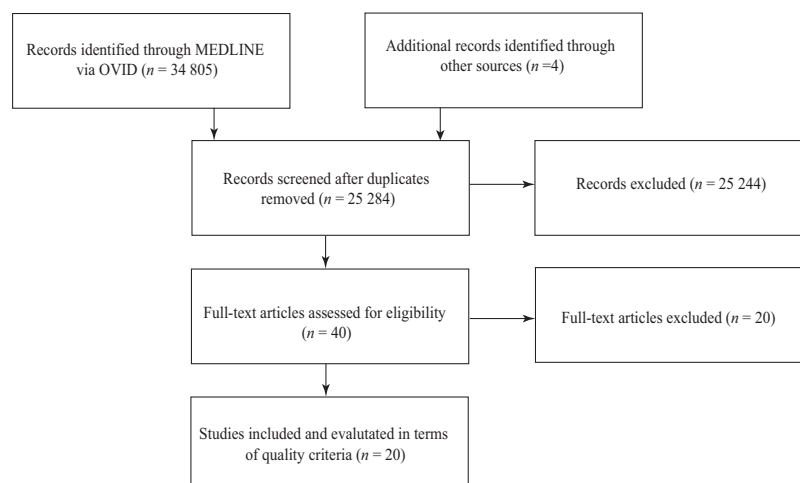 Records identified through MEDLINE
via OVID (n = 34 805)
Additional records identified through
other sources (n =4)
Records screened after duplicates
removed (n = 25 284)
Records excluded (n = 25 244)
Full-text articles assessed for eligibility
(n = 40)
Full-text articles excluded (n = 20)
Studies included and evalutated in terms
of quality criteria (n = 20)